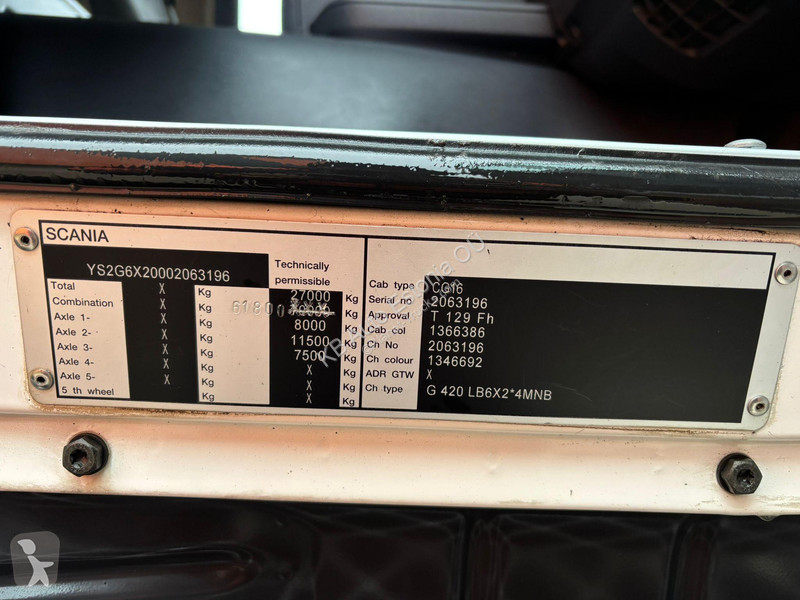 SCANIA
YS2G6X20002063196
Technically
permissible
Total X Kg 27000 Kg
Combination X Kg 61800 XXX Kg
Axle 1- X Kg 8000 Kg
Axle 2- X Kg 11500 Kg
Axle 3- X Kg 7500 Kg
Axle 4- X Kg X Kg
Axle 5- X Kg X Kg
5 th wheel Kg X Kg
Cab type CG16
Serial no 2063196
Approval T 129 Fh
Cab col 1366386
Ch No 2063196
Ch colour 1346692
ADR GTW X
Ch type G 420 LB6X2*4MNB